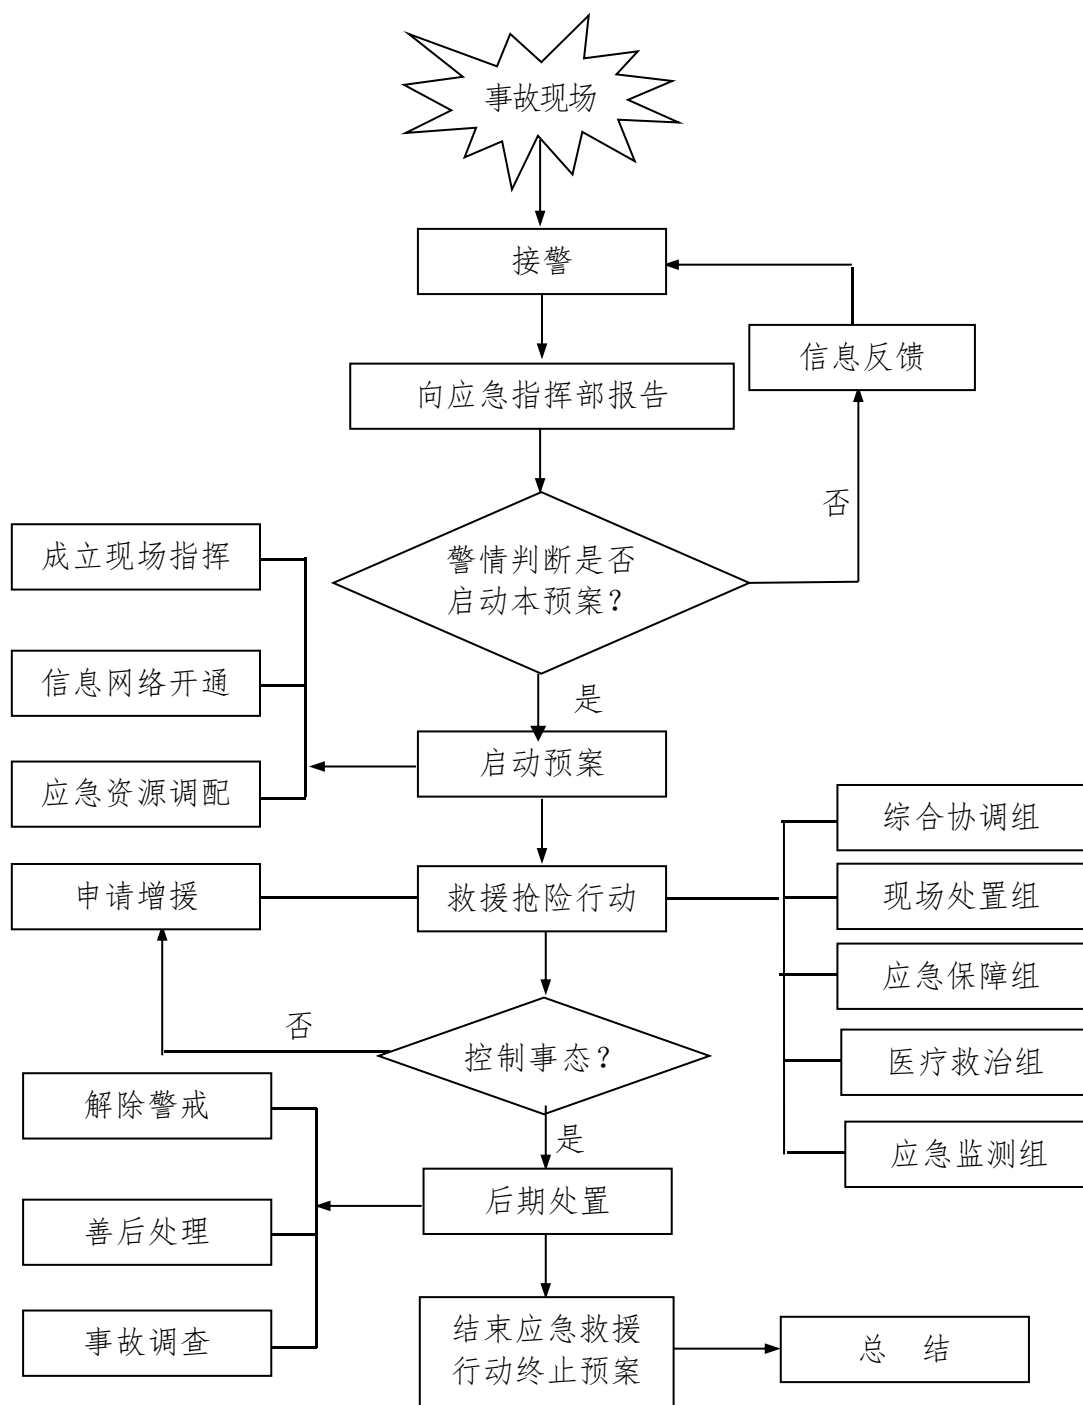 事故现场
接警
信息反馈
向应急指挥部报告
否
成立现场指挥
警情判断是否
启动本预案？
信息网络开通
是
启动预案
应急资源调配
综合协调组
申请增援
救援抢险行动
现场处置组
应急保障组
否
控制事态？
医疗救治组
解除警戒
是
应急监测组
后期处置
善后处理
结束应急救援
行动终止预案
事故调查
总 结